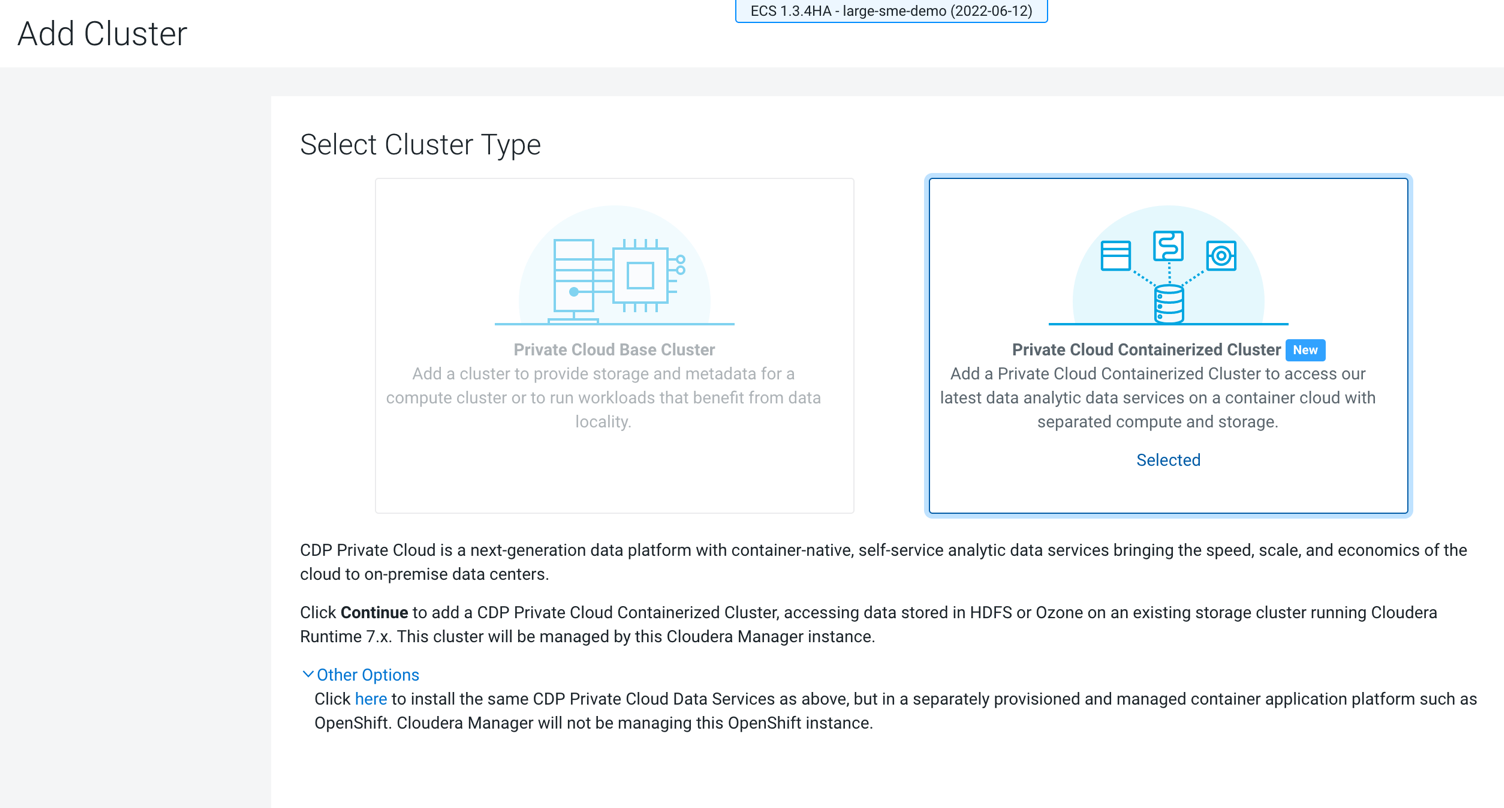 ECS 1.3.4HA - large-sme-demo (2022-06-12)
Add Cluster
Select Cluster Type
Private Cloud Base Cluster
Add a cluster to provide storage and metadata for a
compute cluster or to run workloads that benefit from data
locality.
Private Cloud Containerized Cluster New
Add a Private Cloud Containerized Cluster to access our
latest data analytic data services on a container cloud with
separated compute and storage.
Selected
CDP Private Cloud is a next-generation data platform with container-native, self-service analytic data services bringing the speed, scale, and economics of the
cloud to on-premise data centers.
Click Continue to add a CDP Private Cloud Containerized Cluster, accessing data stored in HDFS or Ozone on an existing storage cluster running Cloudera
Runtime 7.x. This cluster will be managed by this Cloudera Manager instance.
Other Options
Click here to install the same CDP Private Cloud Data Services as above, but in a separately provisioned and managed container application platform such as
OpenShift. Cloudera Manager will not be managing this OpenShift instance.